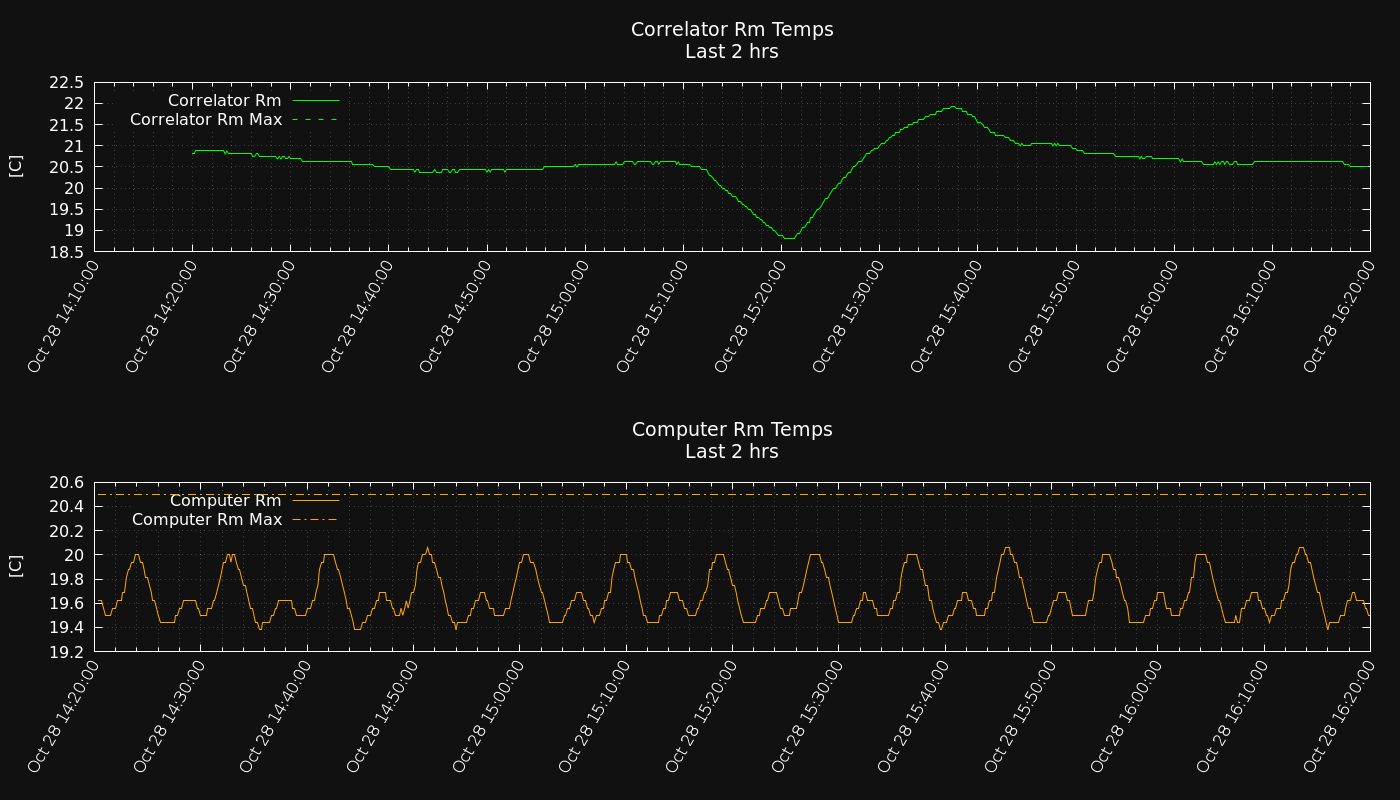 Correlator Rm Temps
Last 2 hrs
22.5
22
21.5
21
20.5
20
19.5
19
18.5
[C]
Correlator Rm
Correlator Rm Max
Oct 28 14:10:00
Oct 28 14:20:00
Oct 28 14:30:00
Oct 28 14:40:00
Oct 28 14:50:00
Oct 28 15:00:00
Oct 28 15:10:00
Oct 28 15:20:00
Oct 28 15:30:00
Oct 28 15:40:00
Oct 28 15:50:00
Oct 28 16:00:00
Oct 28 16:10:00
Oct 28 16:20:00
Computer Rm Temps
Last 2 hrs
20.6
20.4
20.2
20
19.8
19.6
19.4
19.2
[C]
Computer Rm
Computer Rm Max
Oct 28 14:20:00
Oct 28 14:30:00
Oct 28 14:40:00
Oct 28 14:50:00
Oct 28 15:00:00
Oct 28 15:10:00
Oct 28 15:20:00
Oct 28 15:30:00
Oct 28 15:40:00
Oct 28 15:50:00
Oct 28 16:00:00
Oct 28 16:10:00
Oct 28 16:20:00